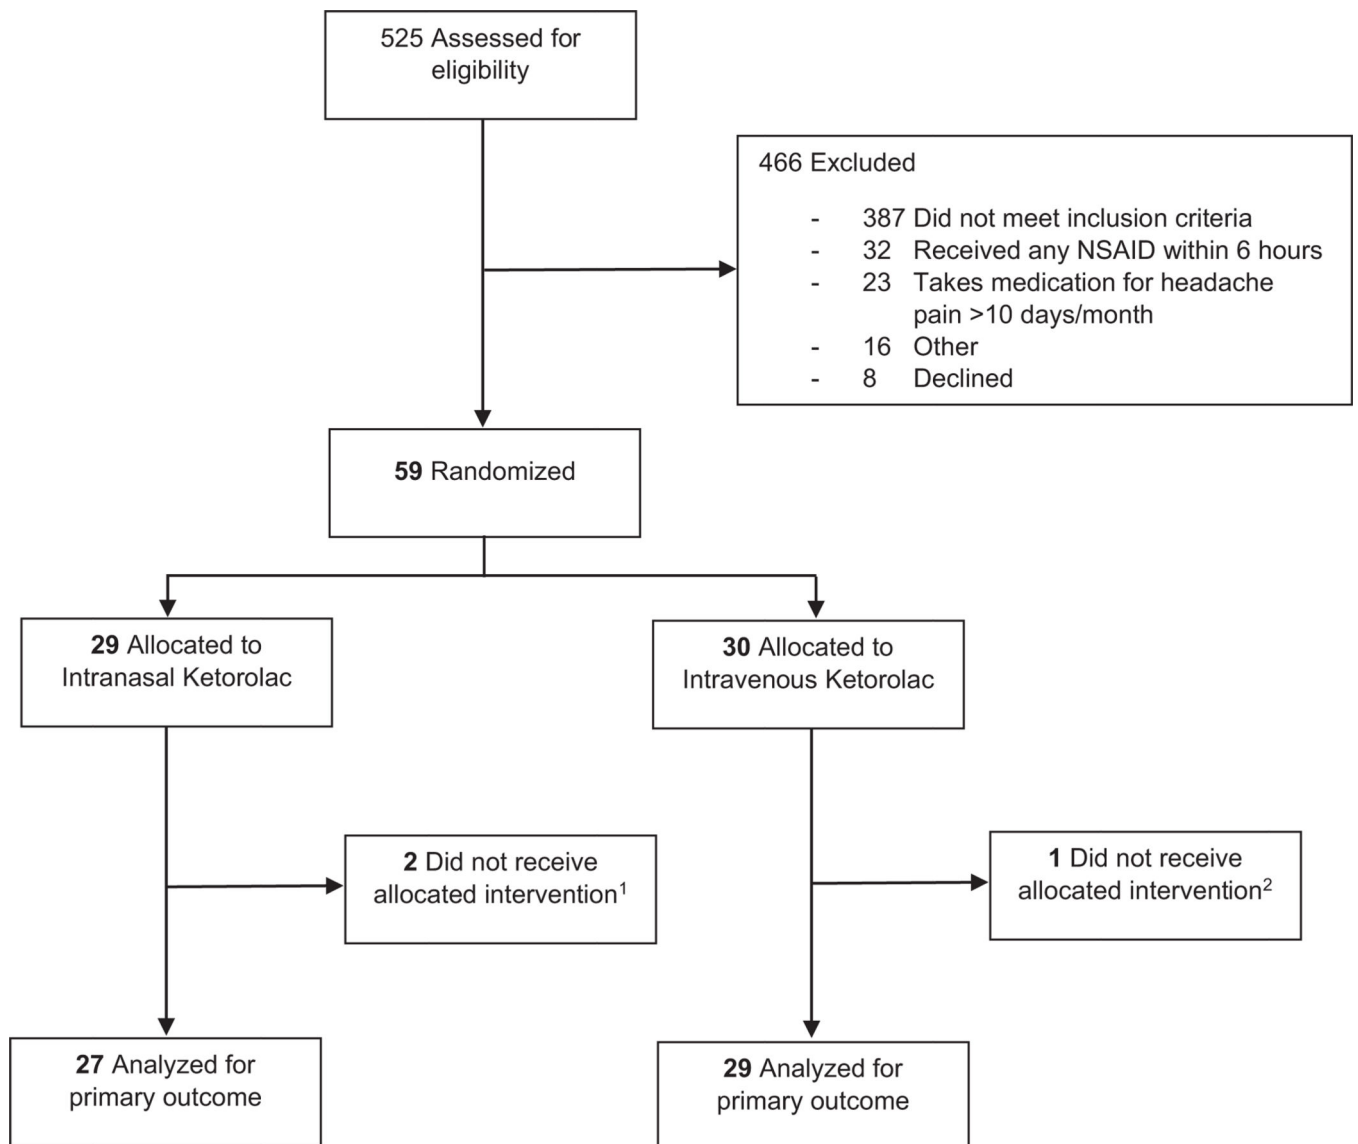 525 Assessed for
eligibility
466 Excluded
- 387 Did not meet inclusion criteria
- 32 Received any NSAID within 6 hours
- 23 Takes medication for headache
pain >10 days/month
- 16 Other
- 8 Declined
59 Randomized
29 Allocated to
Intranasal Ketorolac
30 Allocated to
Intravenous Ketorolac
2 Did not receive
allocated intervention¹
1 Did not receive
allocated intervention²
27 Analyzed for
primary outcome
29 Analyzed for
primary outcome